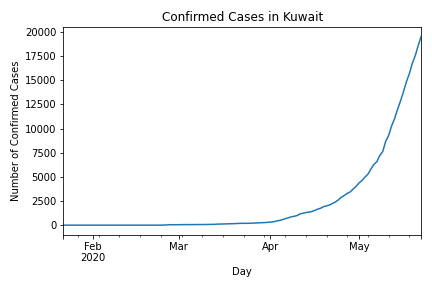 Confirmed Cases in Kuwait
Number of Confirmed Cases
20000
17500
15000
12500
10000
7500
5000
2500
0
Feb
2020
Mar
Apr
May
Day